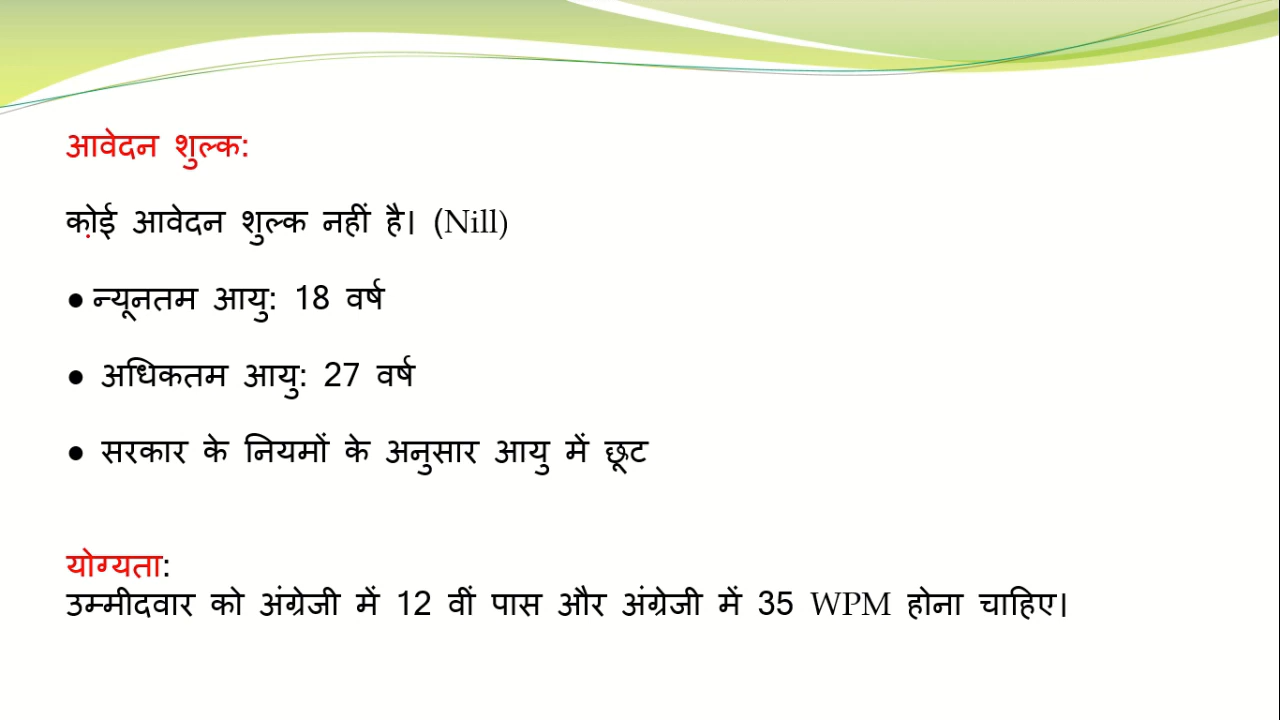 आवेदन शुल्क:
कोई आवेदन शुल्क नहीं है। (Nill)
● न्यूनतम आयु: 18 वर्ष
● अधिकतम आयु: 27 वर्ष
● सरकार के नियमों के अनुसार आयु में छूट
योग्यता:
उम्मीदवार को अंग्रेजी में 12 वीं पास और अंग्रेजी में 35 WPM होना चाहिए।